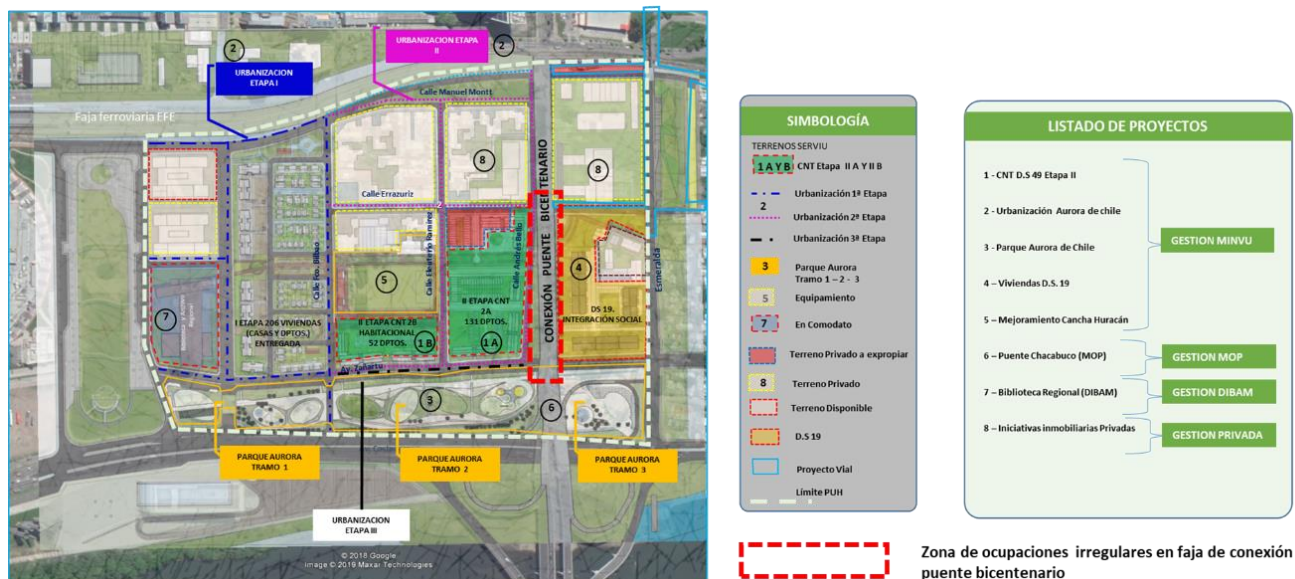 URBANIZACION ETAPA
II
2
2
URBANIZACION
ETAPA I
Calle Manuel Montt
Faja ferroviaria EFE
8
8
Calle Errazuriz
2
CONEXIÓN PUENTE BICENTENARIO
Calle Fco. Bilbao
Calle Eleuterio Ramírez
Calle Andrés Bello
Esmeralda
5
4
7
I ETAPA 206 VIVIENDAS
(CASAS Y DPTOS.)
ENTREGADA
II ETAPA CNT 2B
HABITACIONAL
52 DPTOS.
1 B
II ETAPA CNT
2A
131 DPTOS.
1 A
DS 19.
INTEGRACIÓN SOCIAL
Av. Zañartu
3
6
PARQUE AURORA
TRAMO 1
PARQUE AURORA
TRAMO 2
PARQUE AURORA
TRAMO 3
URBANIZACION
ETAPA III
© 2018 Google
Image © 2019 Maxar Technologies
SIMBOLOGÍA
TERRENOS SERVIU
1 A Y B CNT Etapa II A Y II B
Urbanización 1ª Etapa
2
Urbanización 2ª Etapa
Urbanización 3ª Etapa
3 Parque Aurora
Tramo 1 – 2 - 3
5 Equipamiento
7 En Comodato
Terreno Privado a expropiar
8 Terreno Privado
Terreno Disponible
D.S 19
Proyecto Vial
Límite PUH
LISTADO DE PROYECTOS
1 - CNT D.S 49 Etapa II
2 - Urbanización Aurora de chile
3 - Parque Aurora de Chile
4 – Viviendas D.S. 19
5 – Mejoramiento Cancha Huracán
GESTION MINVU
6 – Puente Chacabuco (MOP)
GESTION MOP
7 – Biblioteca Regional (DIBAM)
GESTION DIBAM
8 – Iniciativas inmobiliarias Privadas
GESTION PRIVADA
Zona de ocupaciones irregulares en faja de conexión
puente bicentenario